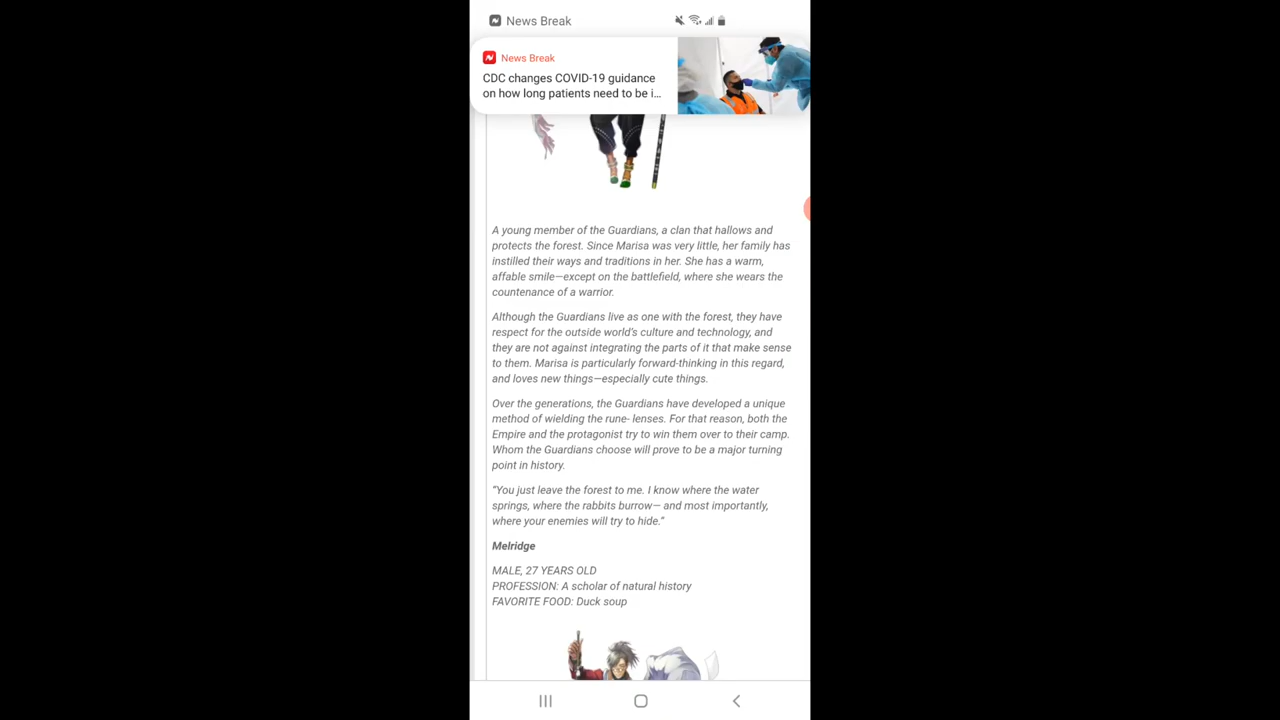 News Break
News Break
CDC changes COVID-19 guidance
on how long patients need to be i...
A young member of the Guardians, a clan that hallows and
protects the forest. Since Marisa was very little, her family has
instilled their ways and traditions in her. She has a warm,
affable smile—except on the battlefield, where she wears the
countenance of a warrior.
Although the Guardians live as one with the forest, they have
respect for the outside world's culture and technology, and
they are not against integrating the parts of it that make sense
to them. Marisa is particularly forward-thinking in this regard,
and loves new things—especially cute things.
Over the generations, the Guardians have developed a unique
method of wielding the rune- lenses. For that reason, both the
Empire and the protagonist try to win them over to their camp.
Whom the Guardians choose will prove to be a major turning
point in history.
“You just leave the forest to me. I know where the water
springs, where the rabbits burrow— and most importantly,
where your enemies will try to hide.”
Melridge
MALE, 27 YEARS OLD
PROFESSION: A scholar of natural history
FAVORITE FOOD: Duck soup